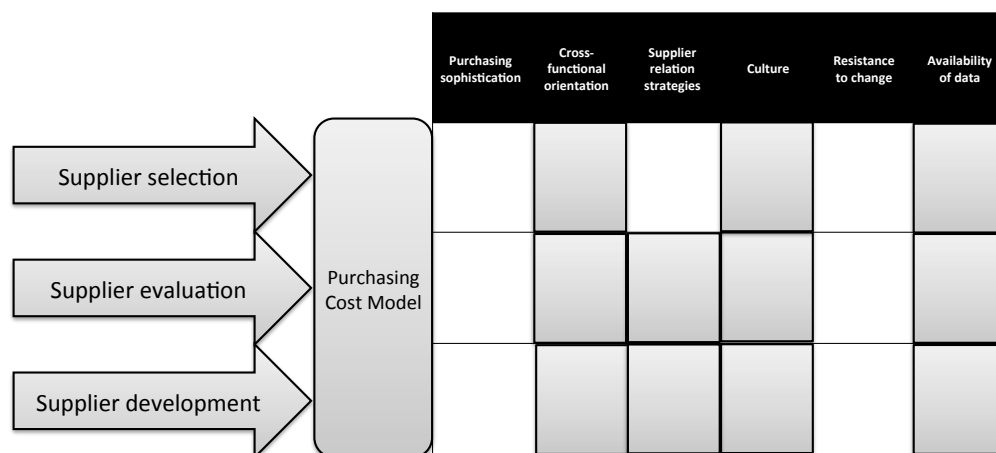 Purchasing
sophistication
Cross-
functional
orientation
Supplier
relation
strategies
Culture
Resistance
to change
Availability
of data
Supplier selection
Supplier evaluation
Supplier development
Purchasing
Cost Model